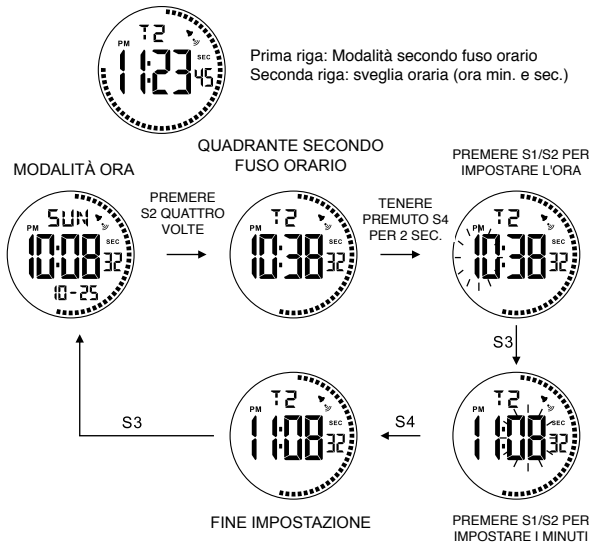 T2
PM
11:23
SEC
45
Prima riga: Modalità secondo fuso orario
Seconda riga: sveglia oraria (ora min. e sec.)
MODALITÀ ORA
SUN
PM
10:08
SEC
32
10-25
PREMERE
S2 QUATTRO
VOLTE
QUADRANTE SECONDO
FUSO ORARIO
T2
PM
10:38
SEC
32
TENERE
PREMUTO S4
PER 2 SEC.
PREMERE S1/S2 PER
IMPOSTARE L'ORA
T2
PM
10:38
SEC
32
S3
T2
PM
11:08
SEC
32
PREMERE S1/S2 PER
IMPOSTARE I MINUTI
S4
T2
PM
11:08
SEC
32
FINE IMPOSTAZIONE
S3